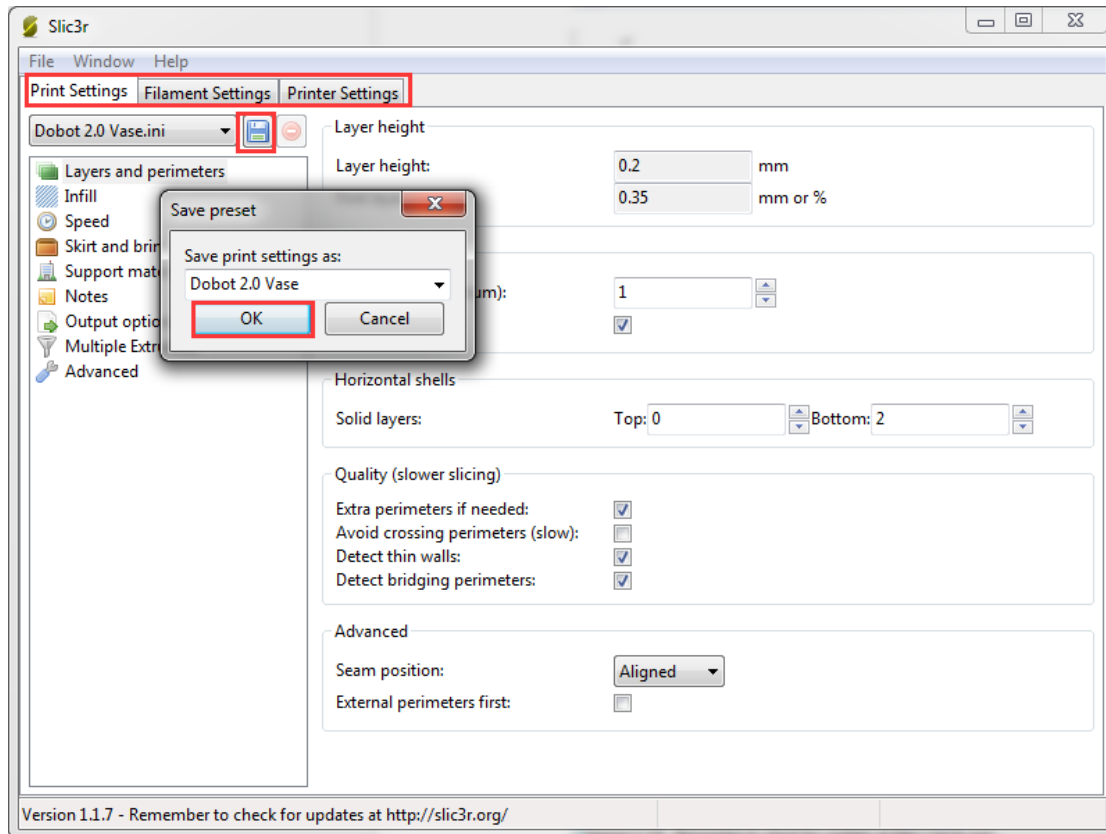 Slic3r
File Window Help
Print Settings Filament Settings Printer Settings
Dobot 2.0 Vase.ini
Layers and perimeters
Infill
Speed
Skirt and brim
Support mate
Notes
Output optio
Multiple Extru
Advanced
Save preset
Save print settings as:
Dobot 2.0 Vase
OK Cancel
Layer height
Layer height: 0.2 mm
0.35 mm or %
um): 1
Horizontal shells
Solid layers: Top: 0 Bottom: 2
Quality (slower slicing)
Extra perimeters if needed:
Avoid crossing perimeters (slow):
Detect thin walls:
Detect bridging perimeters:
Advanced
Seam position: Aligned
External perimeters first:
Version 1.1.7 - Remember to check for updates at http://slic3r.org/